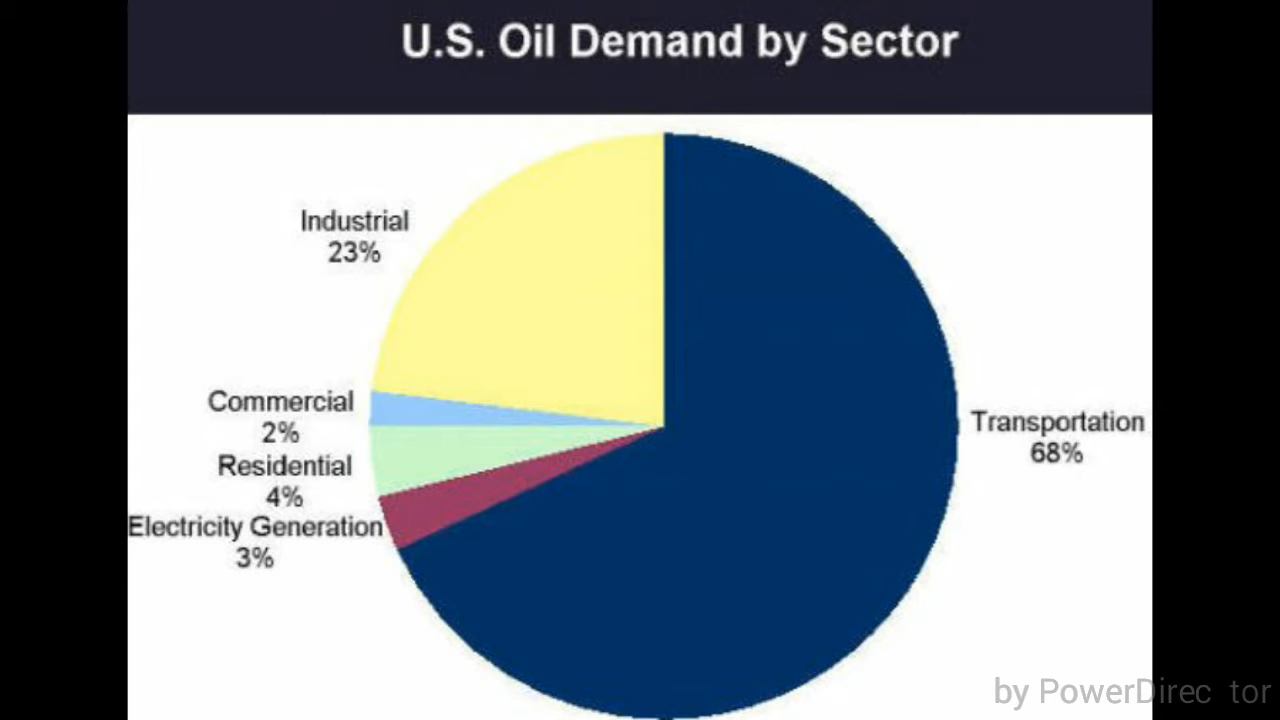 U.S. Oil Demand by Sector
Industrial
23%
Commercial
2%
Residential
4%
Electricity Generation
3%
Transportation
68%
by PowerDirec tor